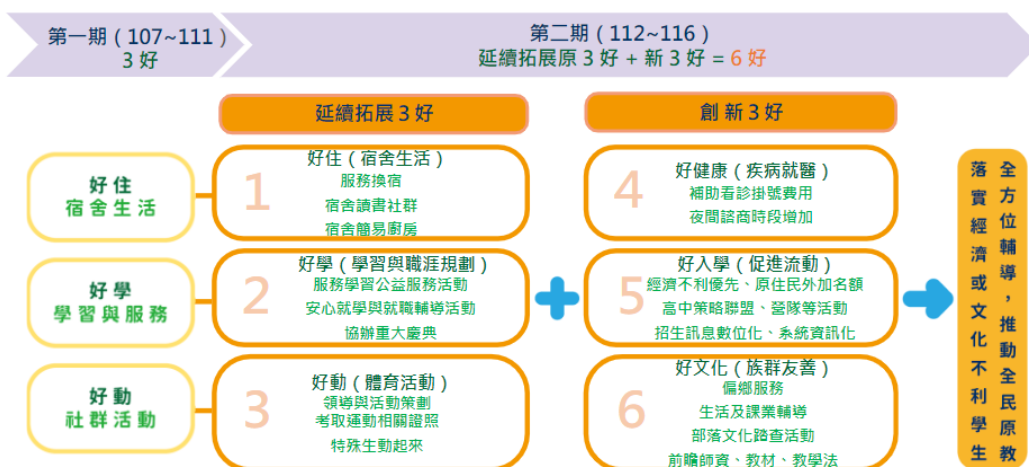 第一期（107~111）
3 好
第二期（112~116）
延續拓展原 3 好 + 新 3 好 = 6 好
延續拓展 3 好
創新 3 好
好住
宿舍生活
1
好住（宿舍生活）
服務換宿
宿舍讀書社群
宿舍簡易廚房
4
好健康（疾病就醫）
補助看診掛號費用
夜間諮商時段增加
好學
學習與服務
2
好學（學習與職涯規劃）
服務學習公益服務活動
安心就學與就職輔導活動
協辦重大慶典
5
好入學（促進流動）
經濟不利優先、原住民外加名額
高中策略聯盟、營隊等活動
招生訊息數位化、系統資訊化
好動
社群活動
3
好動（體育活動）
領導與活動策劃
考取運動相關證照
特殊生動起來
6
好文化（族群友善）
偏鄉服務
生活及課業輔導
部落文化踏查活動
前瞻師資、教材、教學法
全方位輔導，推動全民原教
落實經濟或文化不利學生